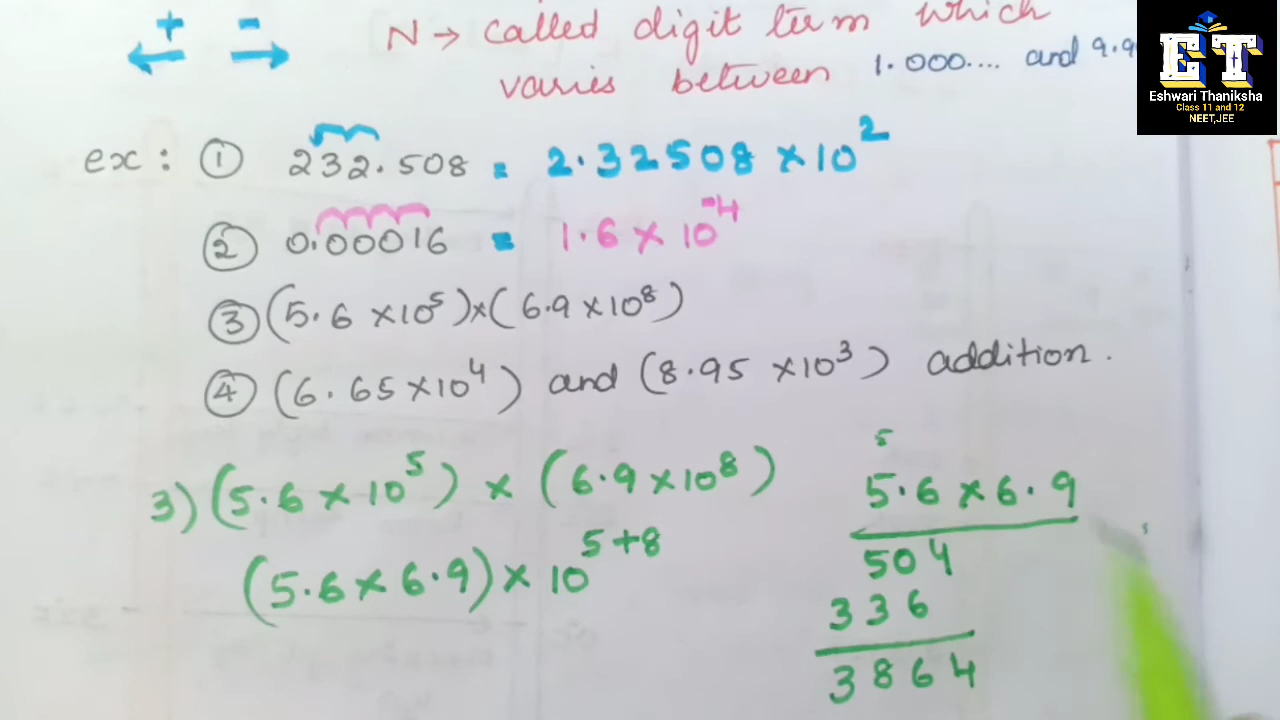 + -
N → called digit term which
varies between 1.000.... and 9.9
ET
Eshwari Thaniksha
Class 11 and 12
NEET,JEE
ex : ① 232.508 = 2.32508 × 10²
② 0.00016 = 1.6 × 10⁻⁴
③ (5.6 × 10⁵) × (6.9 × 10⁸)
④ (6.65 × 10⁴) and (8.95 × 10³) addition.
3) (5.6 × 10⁵) × (6.9 × 10⁸)
(5.6 × 6.9) × 10⁵⁺⁸
5
5.6 × 6.9
504
336
3864